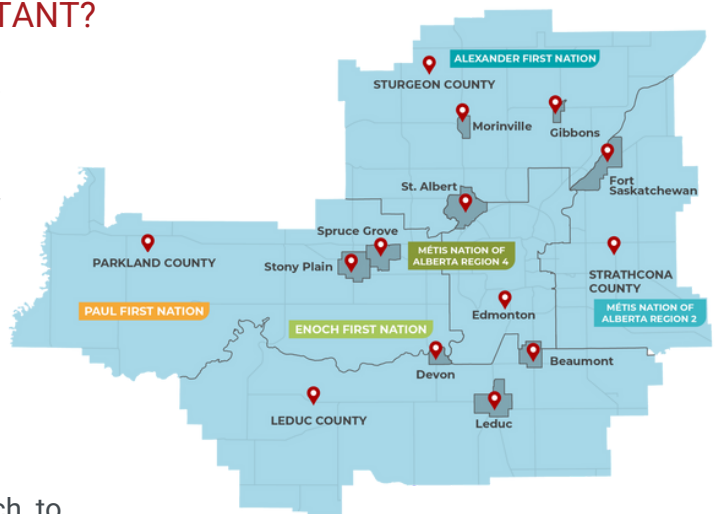 TANT?
ALEXANDER FIRST NATION
STURGEON COUNTY
Morinville
Gibbons
St. Albert
Fort
Saskatchewan
Spruce Grove
MÉTIS NATION OF
ALBERTA REGION 4
PARKLAND COUNTY
Stony Plain
STRATHCONA
COUNTY
MÉTIS NATION OF
ALBERTA REGION 2
PAUL FIRST NATION
Edmonton
ENOCH FIRST NATION
Devon
Beaumont
LEDUC COUNTY
Leduc
ch, to